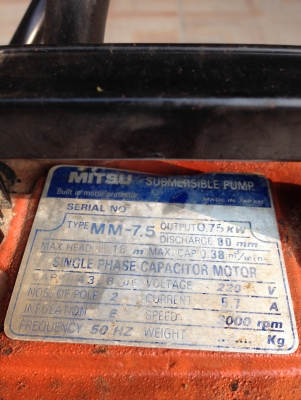 MITSU SUBMERSIBLE PUMP
Built in motor protector MADE IN
SERIAL NO
TYPE MM-7.5 OUTPUT 0.75 KW
DISCHARGE 80 mm
MAX HEAD 16 m MAX. CAP 0.38 m³/min
SINGLE PHASE CAPACITOR MOTOR
VOLTAGE 220 V
NOS. OF POLE 2 CURRENT 5.7 A
INSULATION E SPEED 000 rpm
FREQUENCY 50 HZ WEIGHT Kg